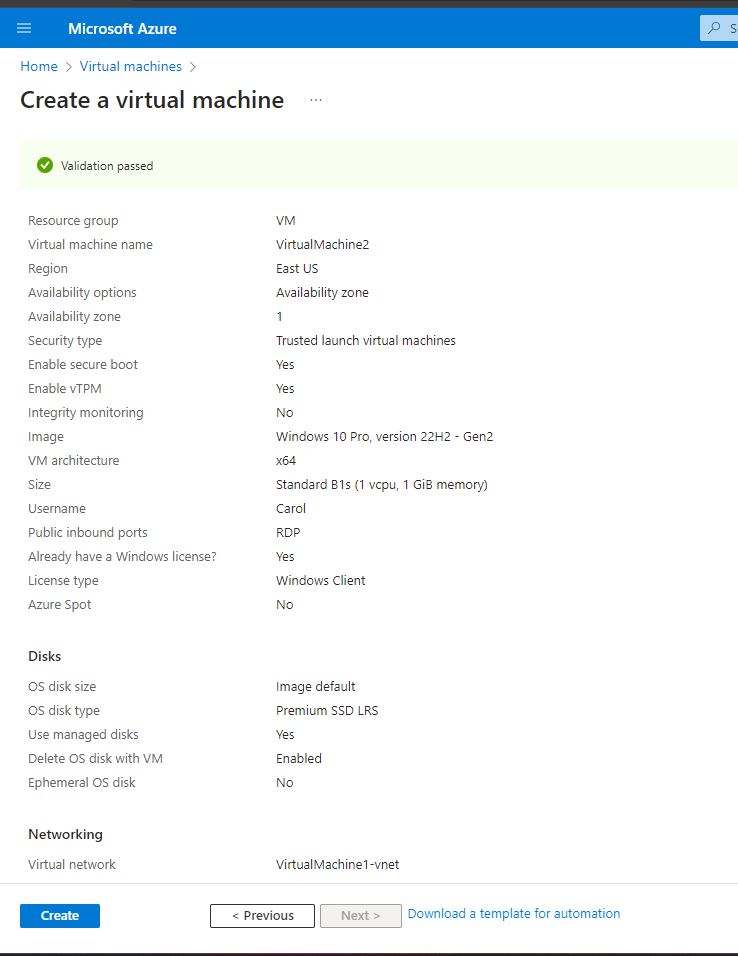 Microsoft Azure
S
Home > Virtual machines >
Create a virtual machine ...
Validation passed
Resource group VM
Virtual machine name VirtualMachine2
Region East US
Availability options Availability zone
Availability zone 1
Security type Trusted launch virtual machines
Enable secure boot Yes
Enable vTPM Yes
Integrity monitoring No
Image Windows 10 Pro, version 22H2 - Gen2
VM architecture x64
Size Standard B1s (1 vcpu, 1 GiB memory)
Username Carol
Public inbound ports RDP
Already have a Windows license? Yes
License type Windows Client
Azure Spot No
Disks
OS disk size Image default
OS disk type Premium SSD LRS
Use managed disks Yes
Delete OS disk with VM Enabled
Ephemeral OS disk No
Networking
Virtual network VirtualMachine1-vnet
Create < Previous Next > Download a template for automation